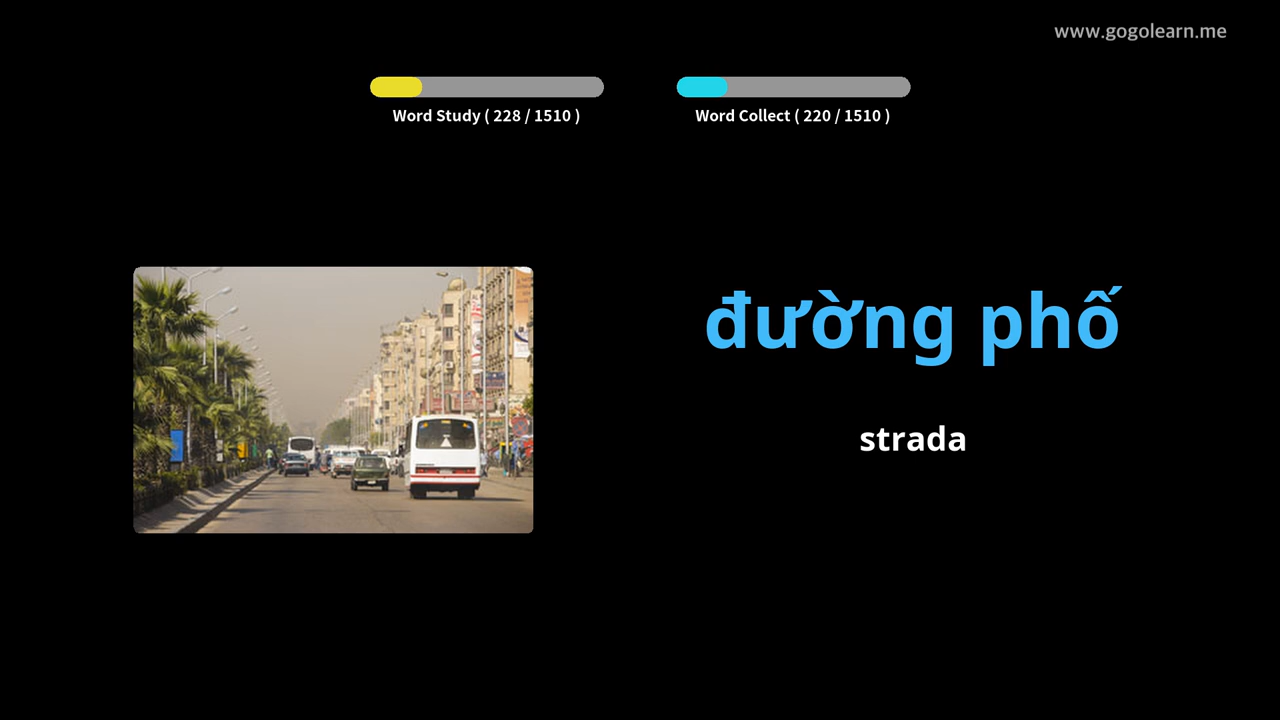 www.gogolearn.me
Word Study ( 228 / 1510 )
Word Collect ( 220 / 1510 )
đường phố
strada